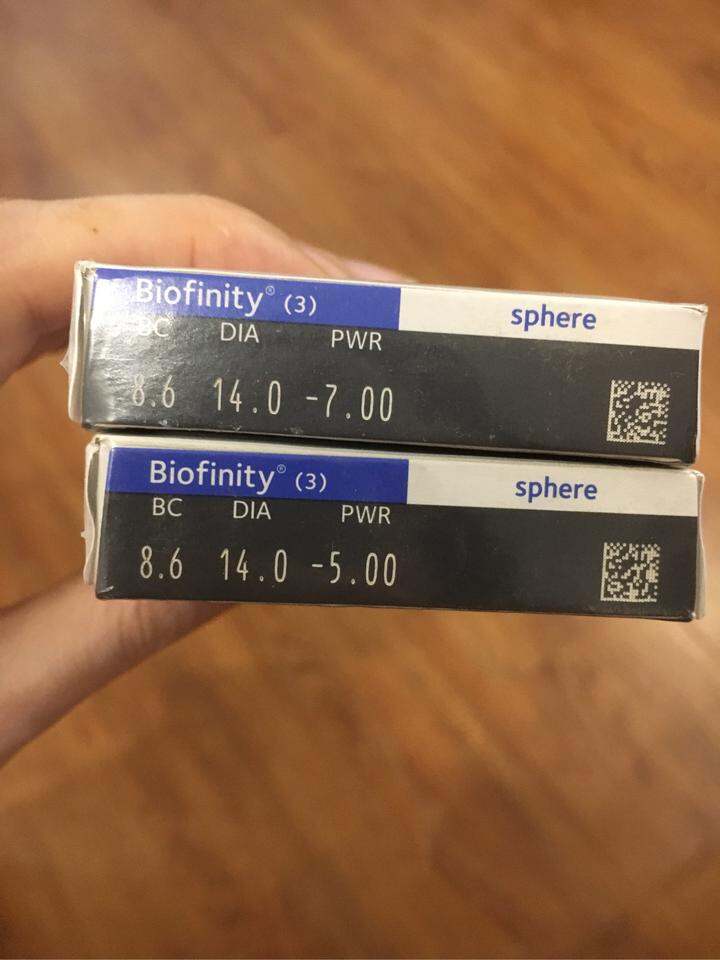 Biofinity® (3) sphere
BC DIA PWR
8.6 14.0 -7.00
Biofinity® (3) sphere
BC DIA PWR
8.6 14.0 -5.00